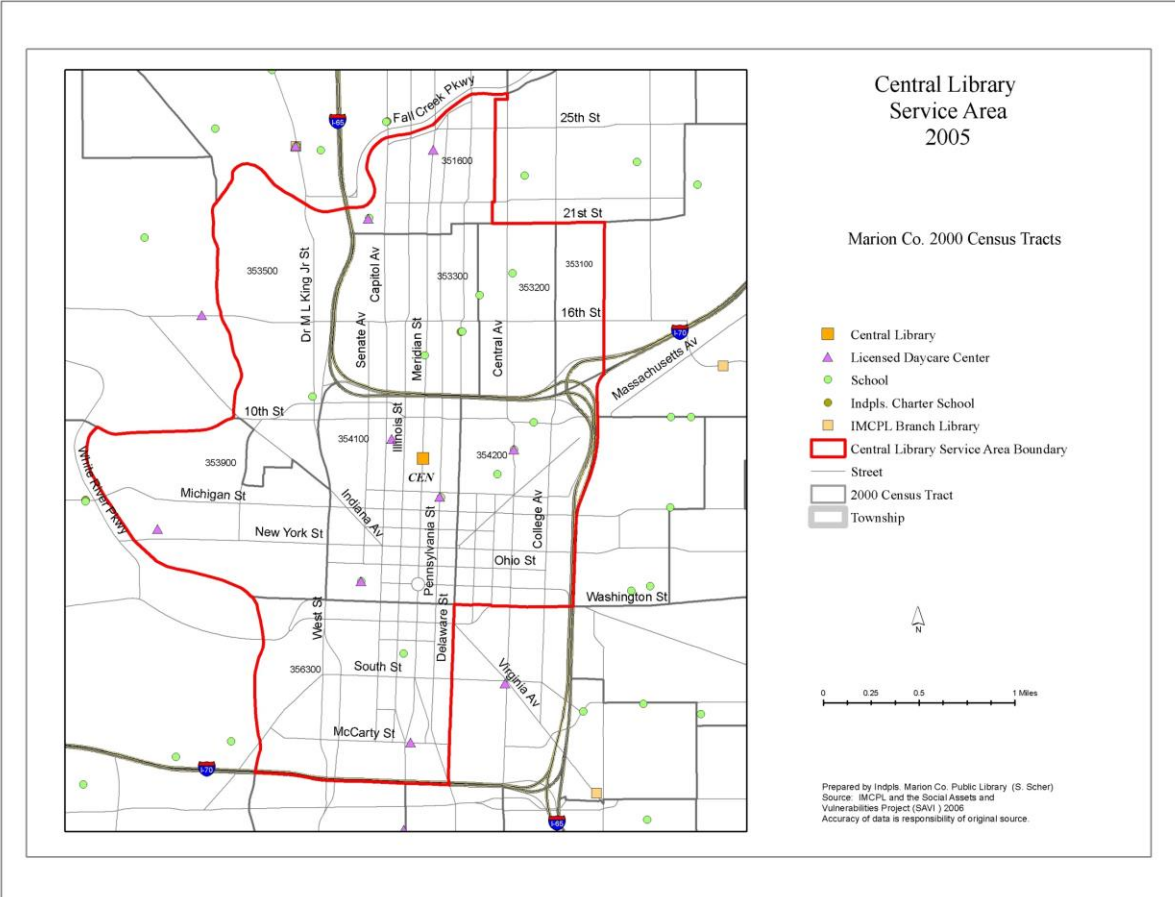 Central Library
Service Area
2005
Marion Co. 2000 Census Tracts
Central Library
Licensed Daycare Center
School
Indpls. Charter School
IMCPL Branch Library
Central Library Service Area Boundary
Street
2000 Census Tract
Township
N
0 0.25 0.5 1 Miles
Prepared by Indpls. Marion Co. Public Library (S. Scher)
Source: IMCPL and the Social Assets and
Vulnerabilities Project (SAVI ) 2006
Accuracy of data is responsibility of original source.
Fall Creek Pkwy
I-65
25th St
351600
21st St
353500
Dr M L King Jr St
Capitol Av
353300
353200
353100
16th St
Senate Av
Meridian St
Central Av
I-70
Massachusetts Av
10th St
Illinois St
354100
354200
CEN
353900
White River Pkwy
Michigan St
Indiana Av
New York St
Pennsylvania St
College Av
Ohio St
Washington St
West St
Delaware St
356300
South St
Virginia Av
McCarty St
I-70
I-65